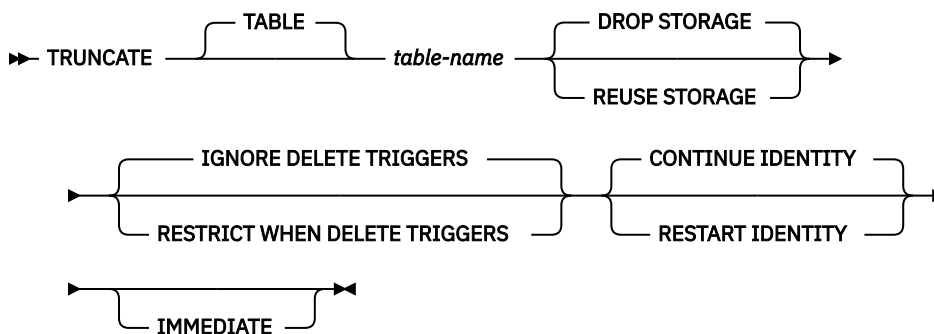 TABLE DROP STORAGE
TRUNCATE table-name
REUSE STORAGE
IGNORE DELETE TRIGGERS CONTINUE IDENTITY
RESTRICT WHEN DELETE TRIGGERS RESTART IDENTITY
IMMEDIATE